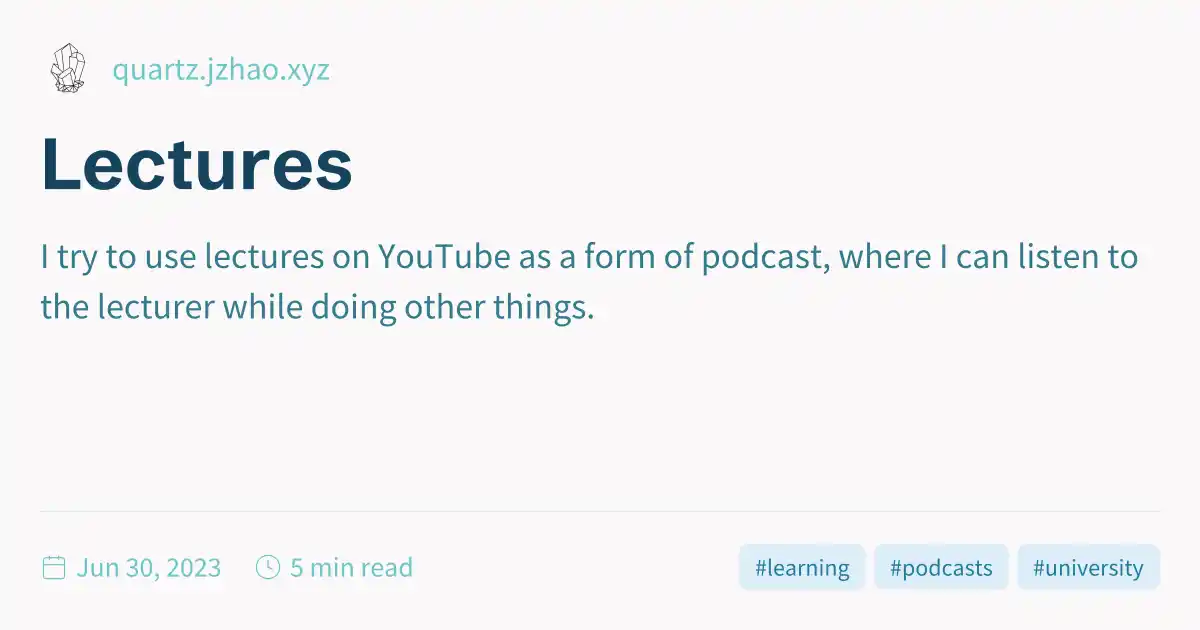 quartz.jzhao.xyz
Lectures
I try to use lectures on YouTube as a form of podcast, where I can listen to
the lecturer while doing other things.
Jun 30, 2023 5 min read #learning #podcasts #university